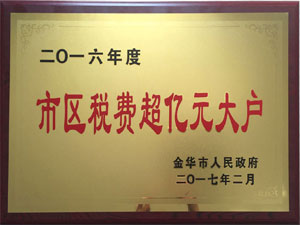 二〇一六年度
市区税费超亿元大户
金华市人民政府
二〇一七年二月